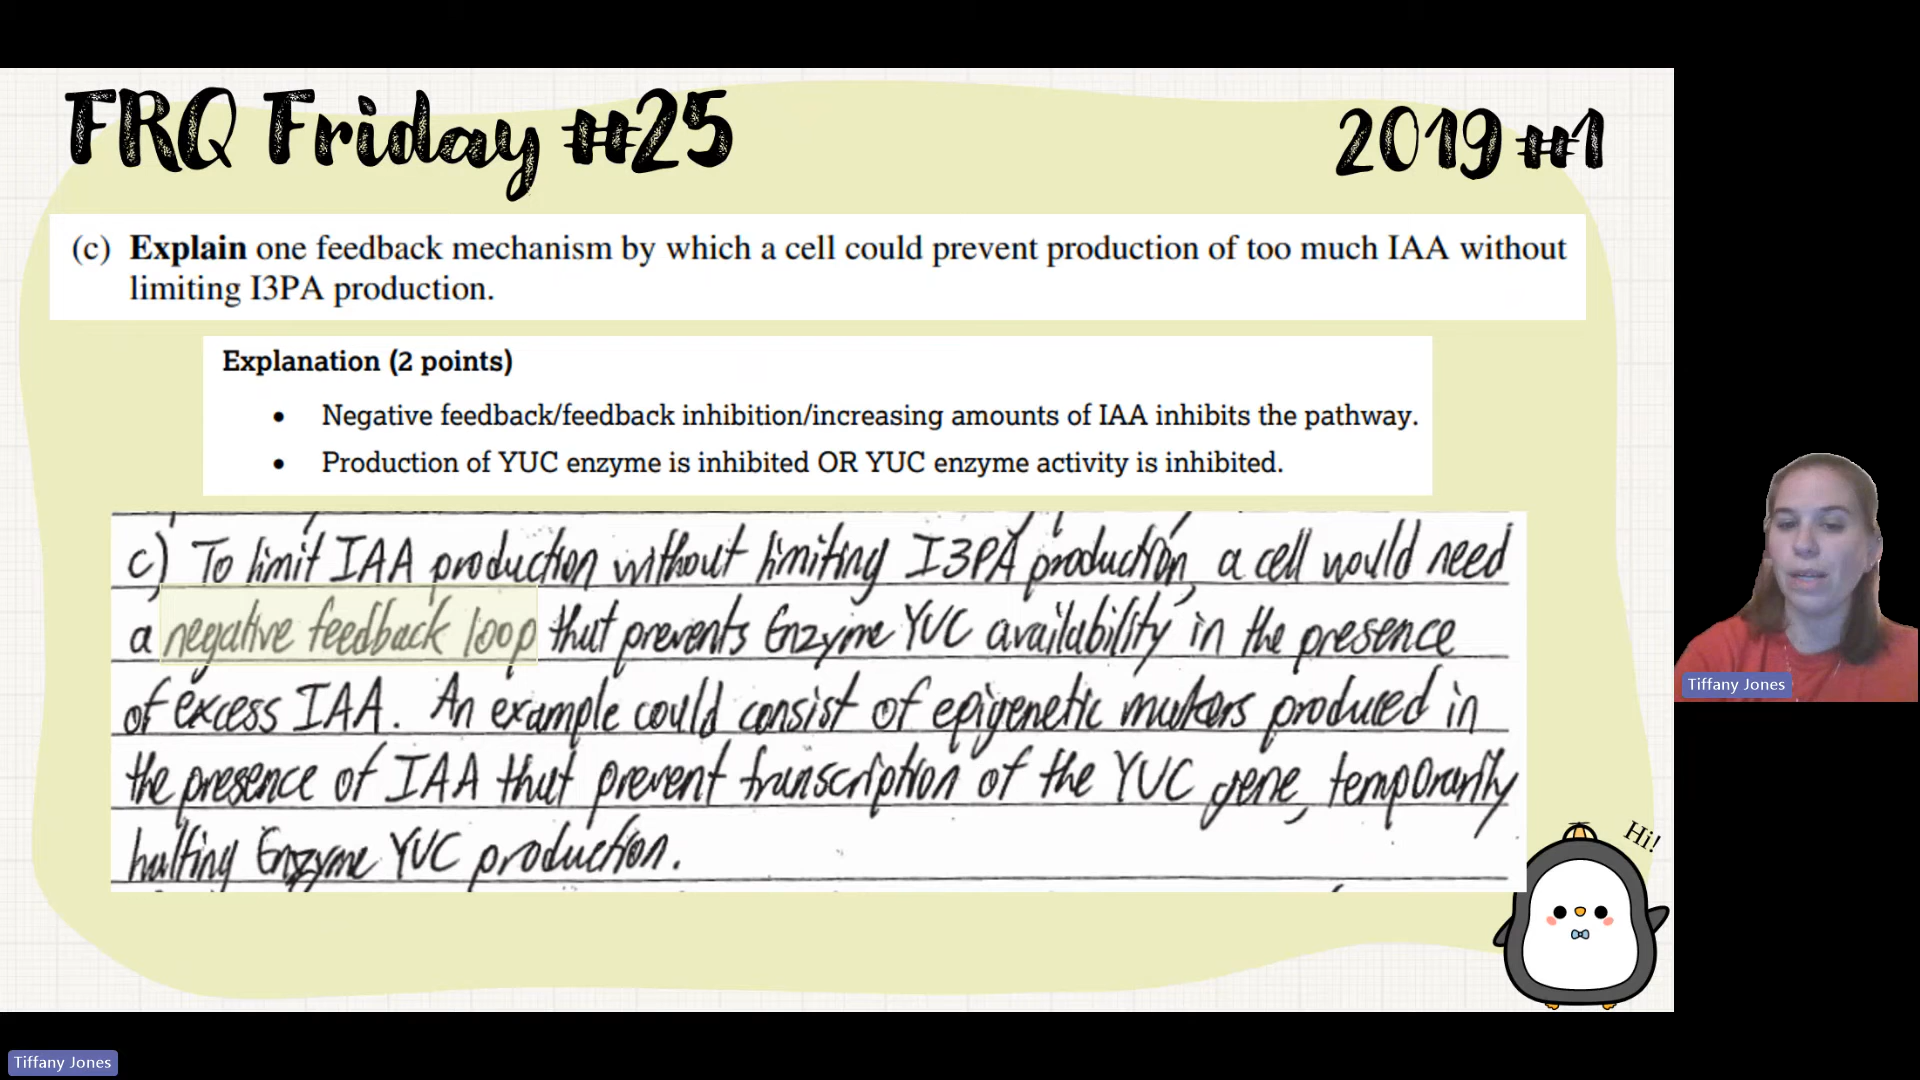 FRQ Friday #25
2019 #1
(c) Explain one feedback mechanism by which a cell could prevent production of too much IAA without
limiting I3PA production.
Explanation (2 points)
• Negative feedback/feedback inhibition/increasing amounts of IAA inhibits the pathway.
• Production of YUC enzyme is inhibited OR YUC enzyme activity is inhibited.
c) To limit IAA production without limiting I3PA production, a cell would need
a negative feedback loop that prevents Enzyme YUC availability in the presence
of excess IAA. An example could consist of epigenetic markers produced in
the presence of IAA that prevent transcription of the YUC gene, temporarily
halting Enzyme YUC production.
Hi!
Tiffany Jones
Tiffany Jones